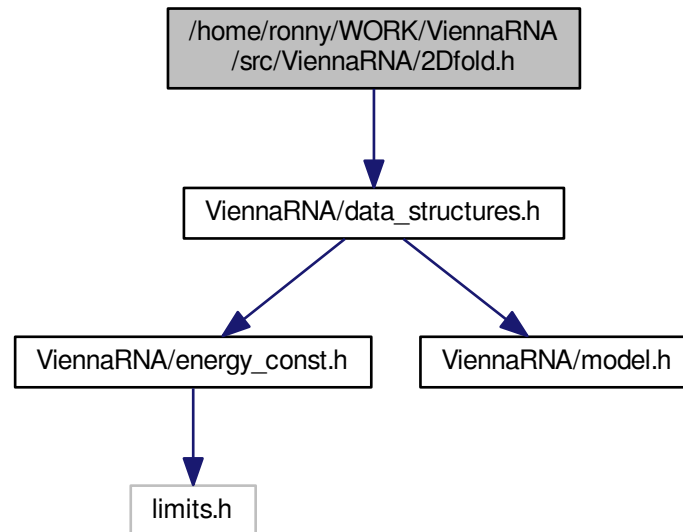 /home/ronny/WORK/ViennaRNA
/src/ViennaRNA/2Dfold.h
ViennaRNA/data_structures.h
ViennaRNA/energy_const.h
ViennaRNA/model.h
limits.h